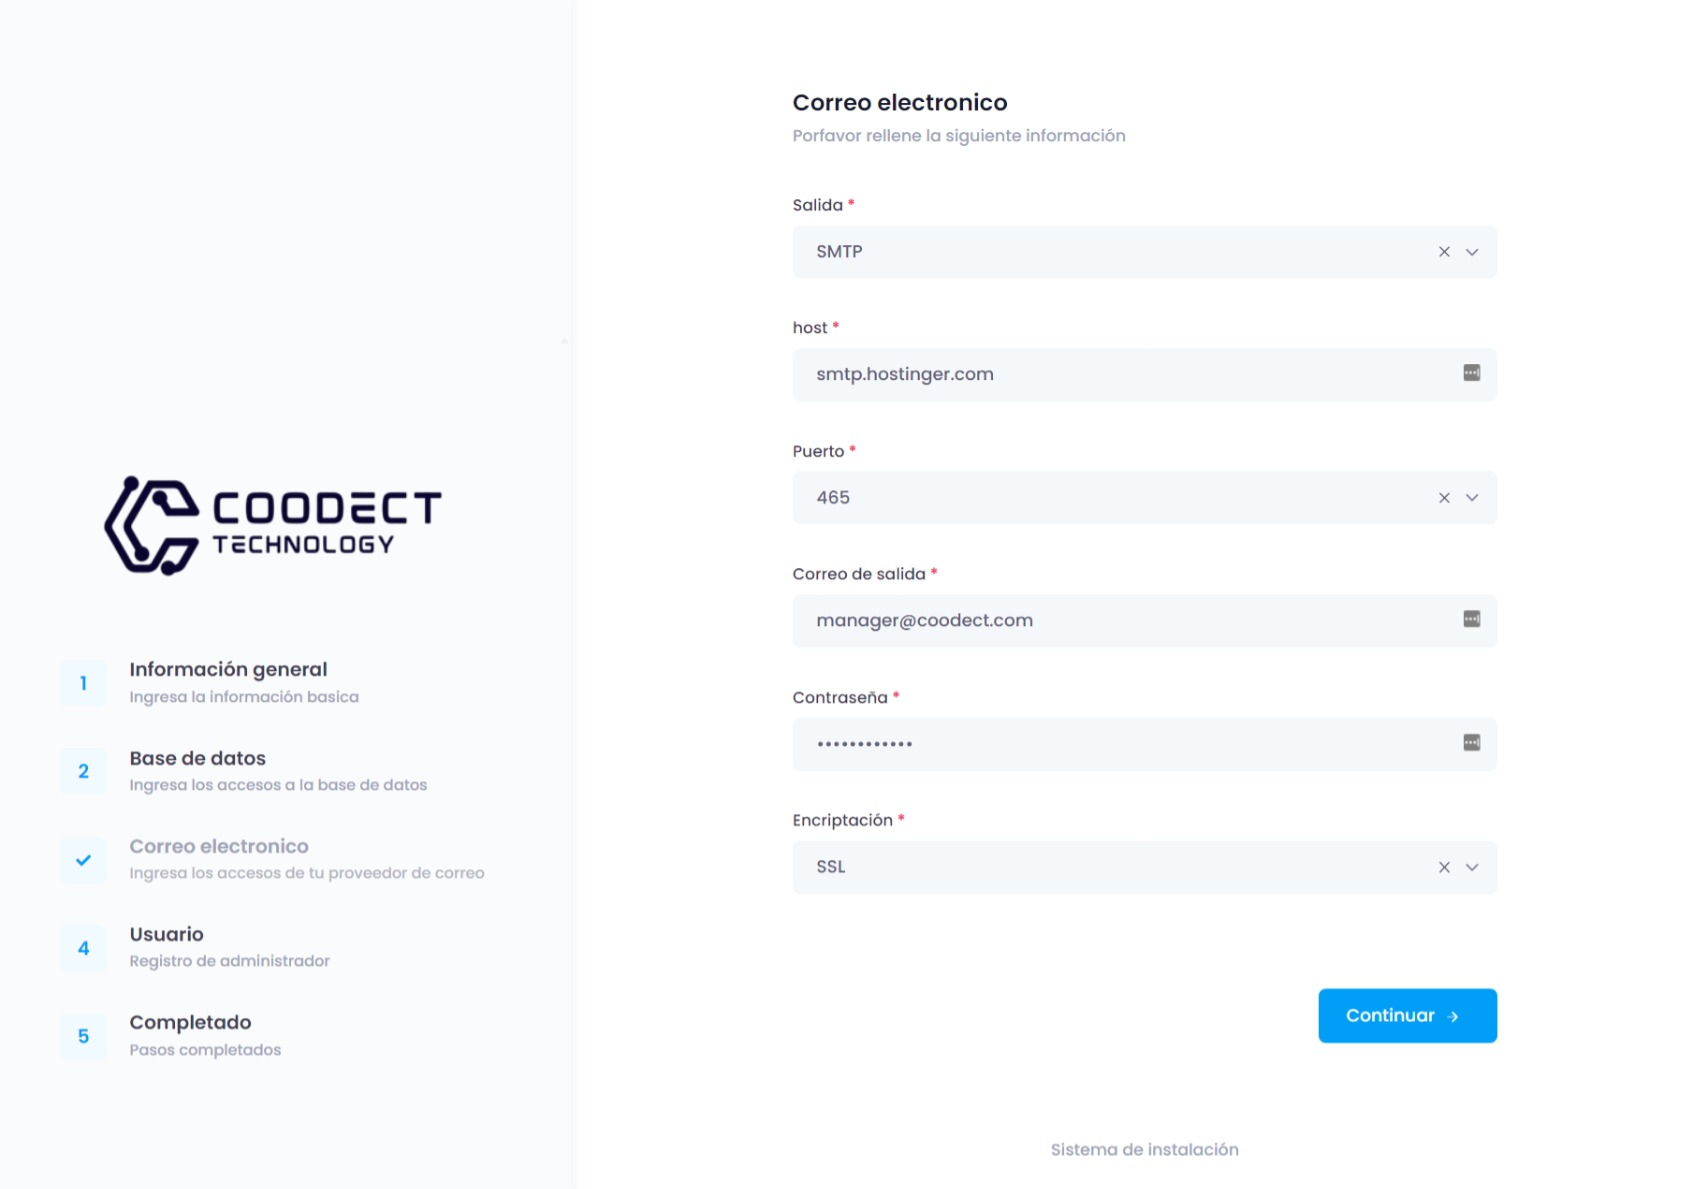 COODECT
TECHNOLOGY
1
Información general
Ingresa la información basica
2
Base de datos
Ingresa los accesos a la base de datos
Correo electronico
Ingresa los accesos de tu proveedor de correo
4
Usuario
Registro de administrador
5
Completado
Pasos completados
Correo electronico
Porfavor rellene la siguiente información
Salida *
SMTP
host *
smtp.hostinger.com
Puerto *
465
Correo de salida *
manager@coodect.com
Contraseña *
••••••••••••
Encriptación *
SSL
Continuar →
Sistema de instalación